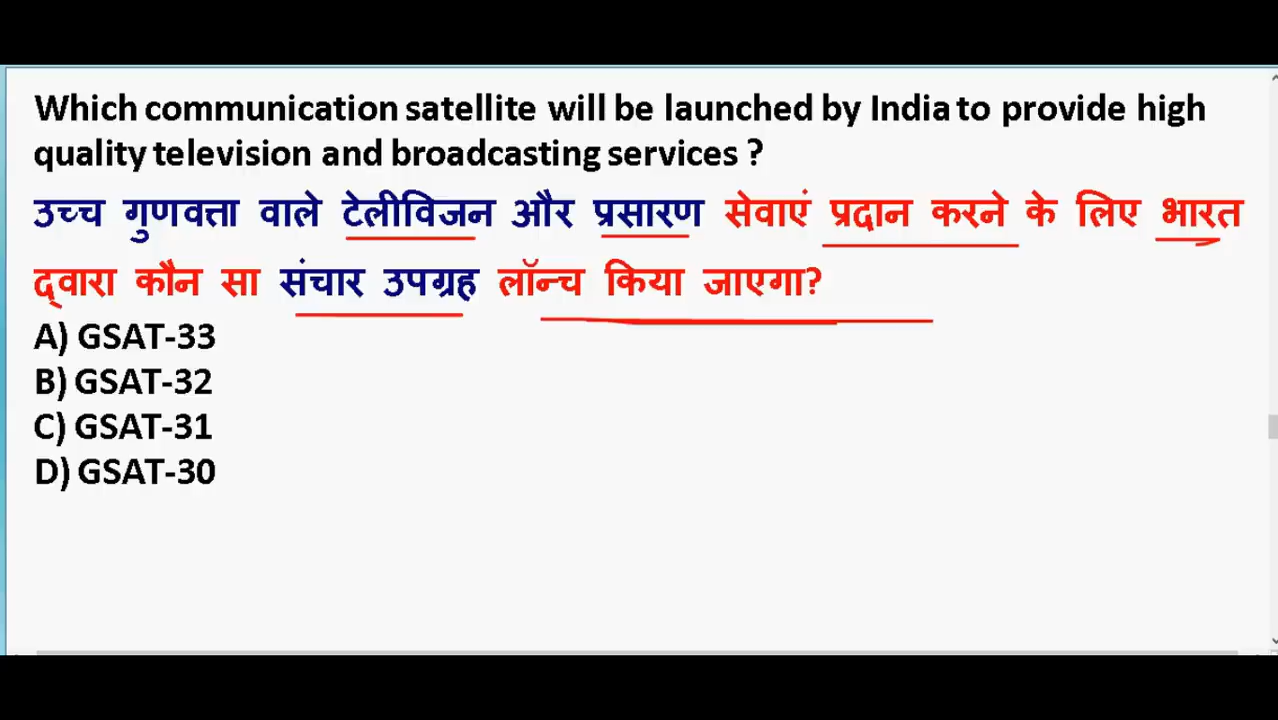 Which communication satellite will be launched by India to provide high
quality television and broadcasting services ?
उच्च गुणवत्ता वाले टेलीविजन और प्रसारण सेवाएं प्रदान करने के लिए भारत
द्वारा कौन सा संचार उपग्रह लॉन्च किया जाएगा?
A) GSAT-33
B) GSAT-32
C) GSAT-31
D) GSAT-30